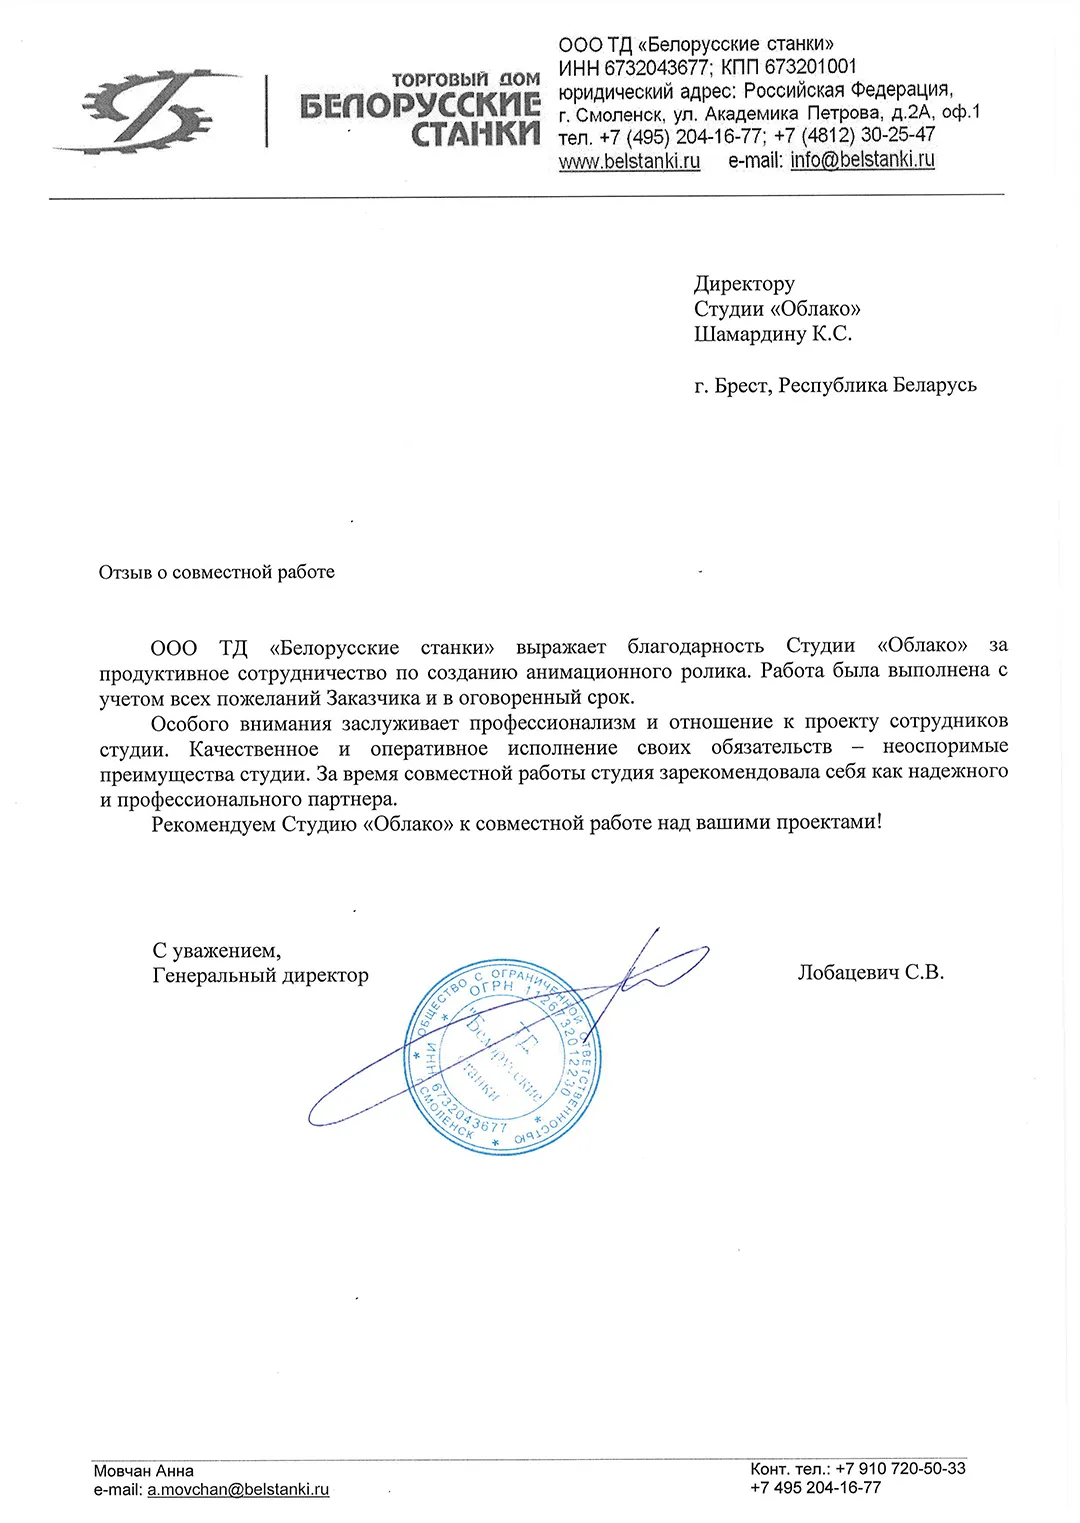 ТОРГОВЫЙ ДОМ
БЕЛОРУССКИЕ
СТАНКИ
ООО ТД «Белорусские станки»
ИНН 6732043677; КПП 673201001
юридический адрес: Российская Федерация,
г. Смоленск, ул. Академика Петрова, д.2А, оф.1
тел. +7 (495) 204-16-77; +7 (4812) 30-25-47
www.belstanki.ru e-mail: info@belstanki.ru
Директору
Студии «Облако»
Шамардину К.С.
г. Брест, Республика Беларусь
Отзыв о совместной работе
ООО ТД «Белорусские станки» выражает благодарность Студии «Облако» за
продуктивное сотрудничество по созданию анимационного ролика. Работа была выполнена с
учетом всех пожеланий Заказчика и в оговоренный срок.
Особого внимания заслуживает профессионализм и отношение к проекту сотрудников
студии. Качественное и оперативное исполнение своих обязательств – неоспоримые
преимущества студии. За время совместной работы студия зарекомендовала себя как надежного
и профессионального партнера.
Рекомендуем Студию «Облако» к совместной работе над вашими проектами!
С уважением,
Генеральный директор
Лобацевич С.В.
* ОБЩЕСТВО С ОГРАНИЧЕННОЙ ОТВЕТСТВЕННОСТЬЮ *
СМОЛЕНСК
* ОГРН 1126732012230 *
ИНН 6732043677
ТД
"Белорусские
станки"
Мовчан Анна
e-mail: a.movchan@belstanki.ru
Конт. тел.: +7 910 720-50-33
+7 495 204-16-77